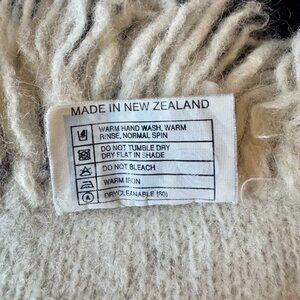 MADE IN NEW ZEALAND
WARM HAND WASH, WARM
RINSE, NORMAL SPIN
DO NOT TUMBLE DRY
DRY FLAT IN SHADE
DO NOT BLEACH
WARM IRON
A DRYCLEANABLE (50)